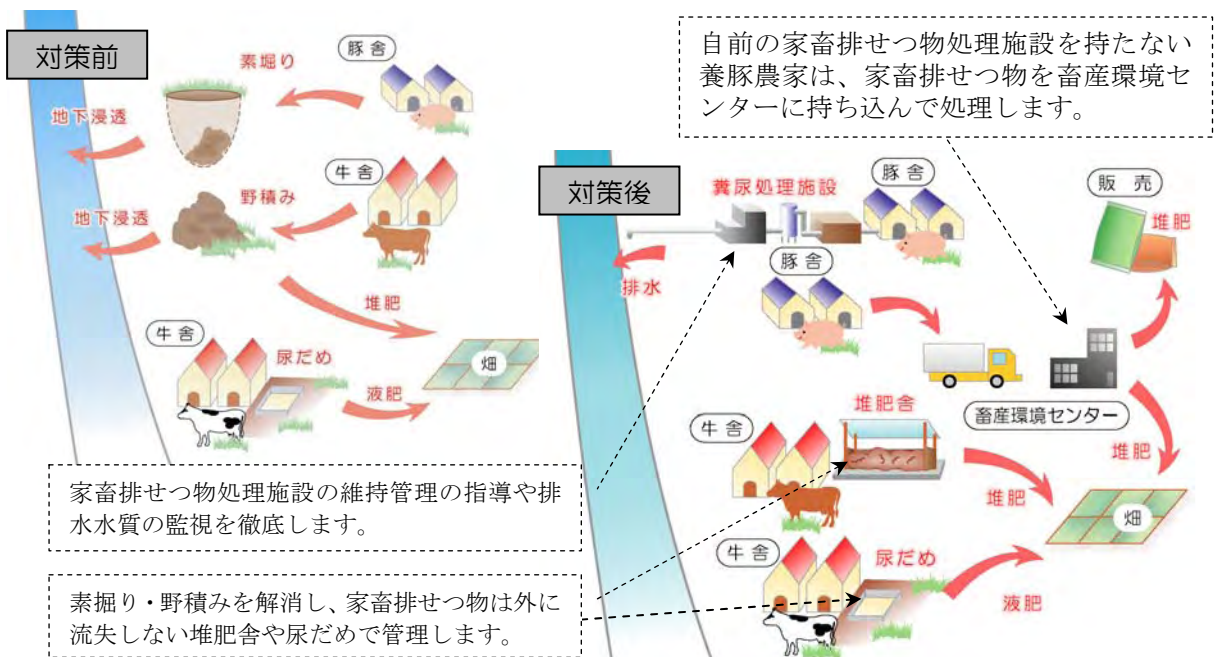 対策前
豚舎
素掘り
地下浸透
牛舎
野積み
地下浸透
堆肥
牛舎
尿だめ
畑
液肥
自前の家畜排せつ物処理施設を持たない
養豚農家は、家畜排せつ物を畜産環境セ
ンターに持ち込んで処理します。
対策後
糞尿処理施設
豚舎
販売
堆肥
豚舎
排水
堆肥舎
畜産環境センター
牛舎
堆肥
堆肥
畑
牛舎
尿だめ
液肥
家畜排せつ物処理施設の維持管理の指導や排
水水質の監視を徹底します。
素掘り・野積みを解消し、家畜排せつ物は外に
流失しない堆肥舎や尿だめで管理します。